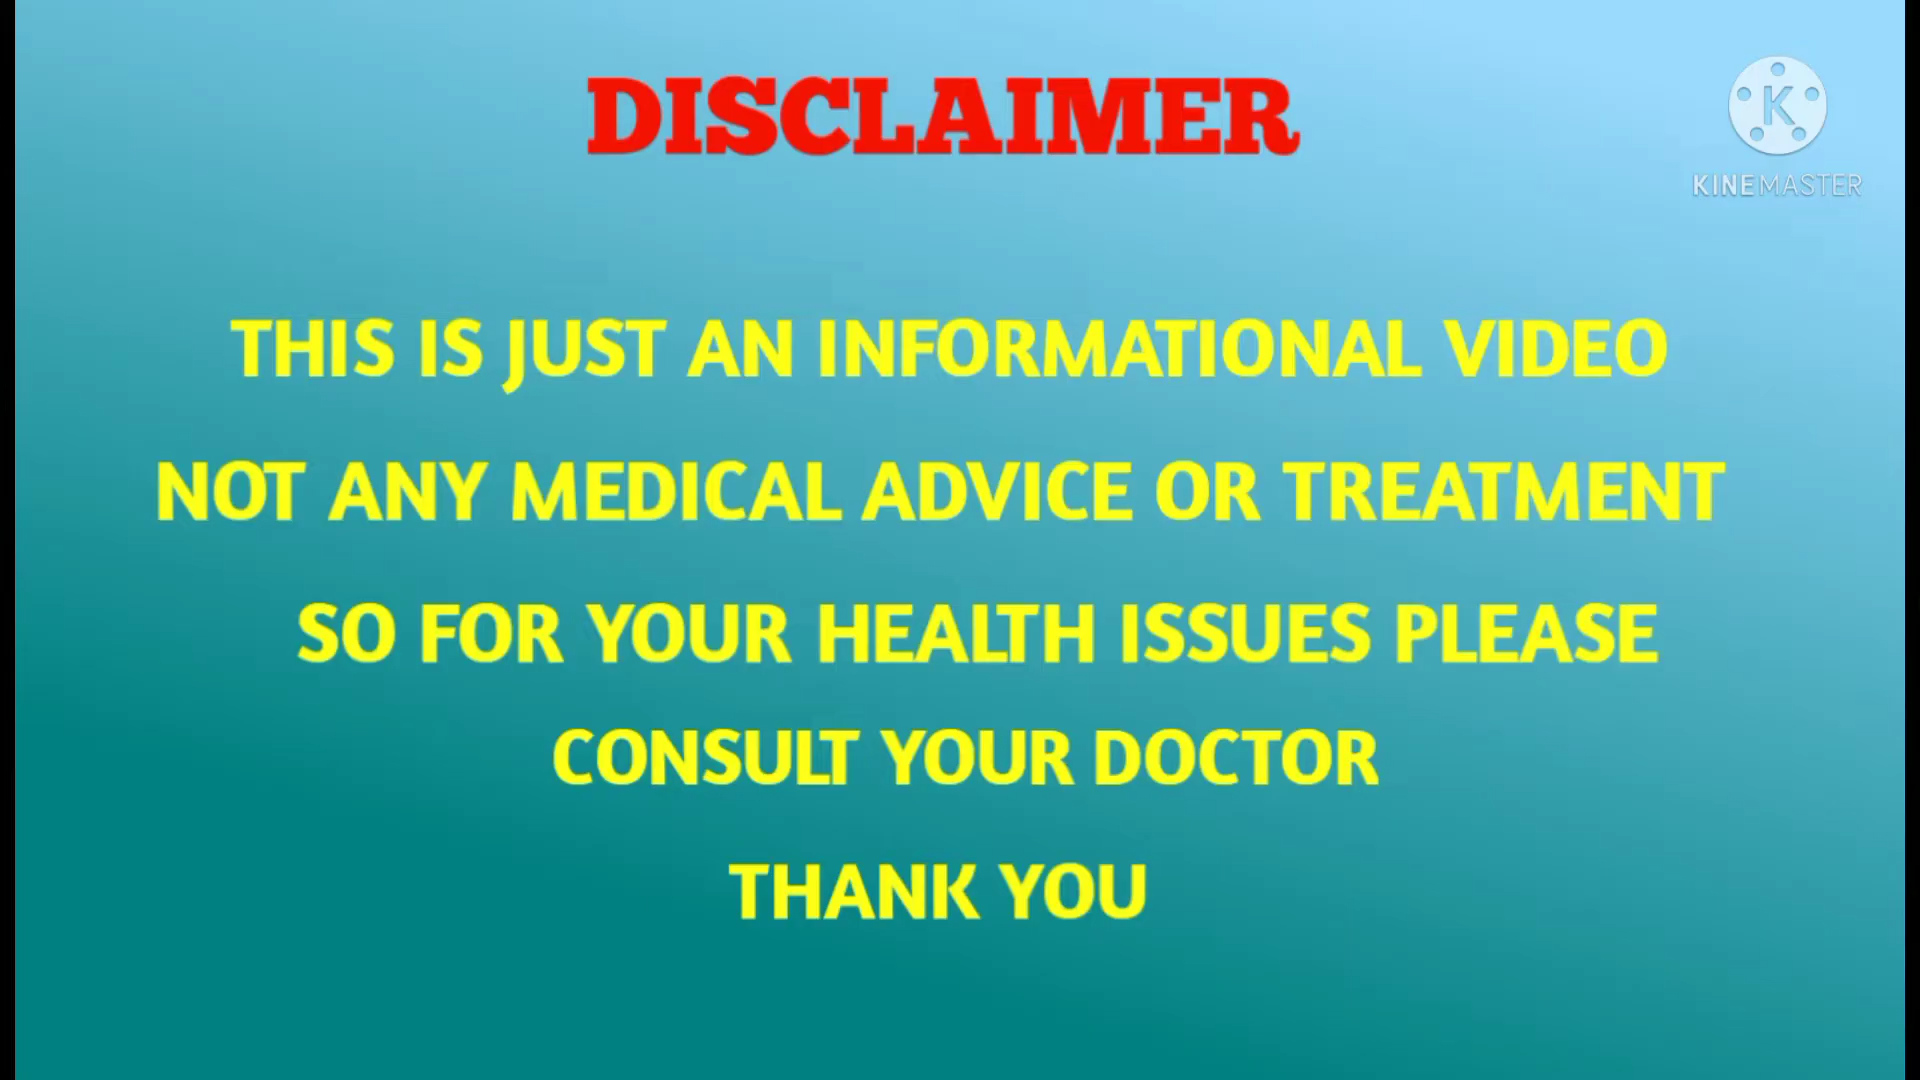 DISCLAIMER
K
KINEMASTER
THIS IS JUST AN INFORMATIONAL VIDEO
NOT ANY MEDICAL ADVICE OR TREATMENT
SO FOR YOUR HEALTH ISSUES PLEASE
CONSULT YOUR DOCTOR
THANK YOU